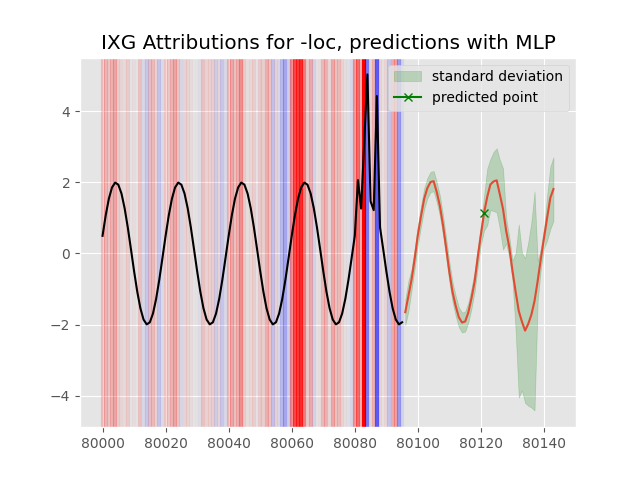 IXG Attributions for -loc, predictions with MLP
standard deviation
predicted point
4
2
0
−2
−4
80000 80020 80040 80060 80080 80100 80120 80140